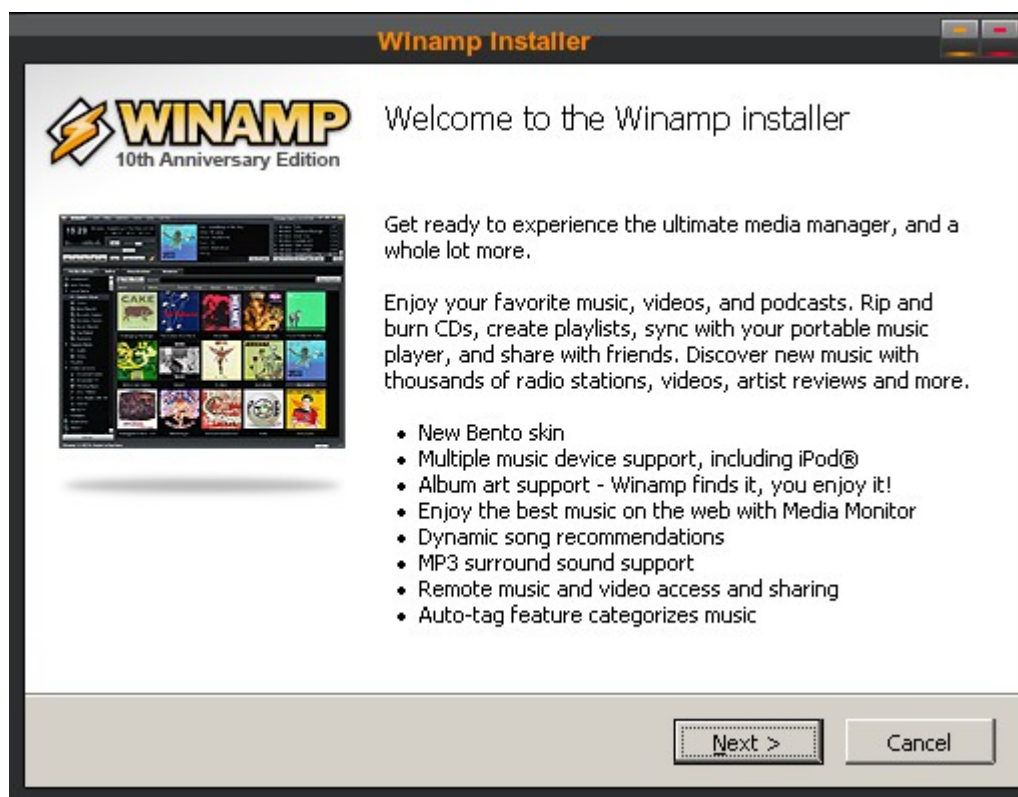 Winamp Installer
WINAMP
10th Anniversary Edition
Welcome to the Winamp installer
Get ready to experience the ultimate media manager, and a
whole lot more.
Enjoy your favorite music, videos, and podcasts. Rip and
burn CDs, create playlists, sync with your portable music
player, and share with friends. Discover new music with
thousands of radio stations, videos, artist reviews and more.
• New Bento skin
• Multiple music device support, including iPod®
• Album art support - Winamp finds it, you enjoy it!
• Enjoy the best music on the web with Media Monitor
• Dynamic song recommendations
• MP3 surround sound support
• Remote music and video access and sharing
• Auto-tag feature categorizes music
CAKE
Next >
Cancel